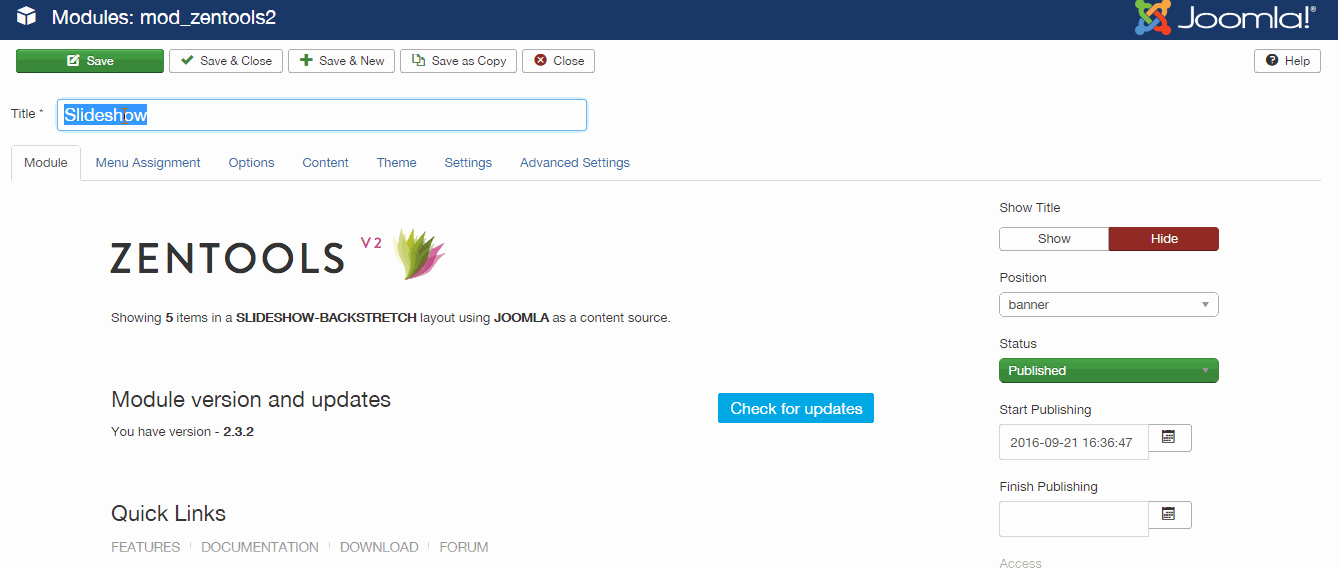 Modules: mod_zentools2
Joomla!®
Save
Save & Close
Save & New
Save as Copy
Close
Help
Title *
Slideshow
Module
Menu Assignment
Options
Content
Theme
Settings
Advanced Settings
ZENTOOLS V2
Showing 5 items in a SLIDESHOW-BACKSTRETCH layout using JOOMLA as a content source.
Module version and updates
Check for updates
You have version - 2.3.2
Quick Links
FEATURES
DOCUMENTATION
DOWNLOAD
FORUM
Show Title
Show
Hide
Position
banner
Status
Published
Start Publishing
2016-09-21 16:36:47
Finish Publishing
Access